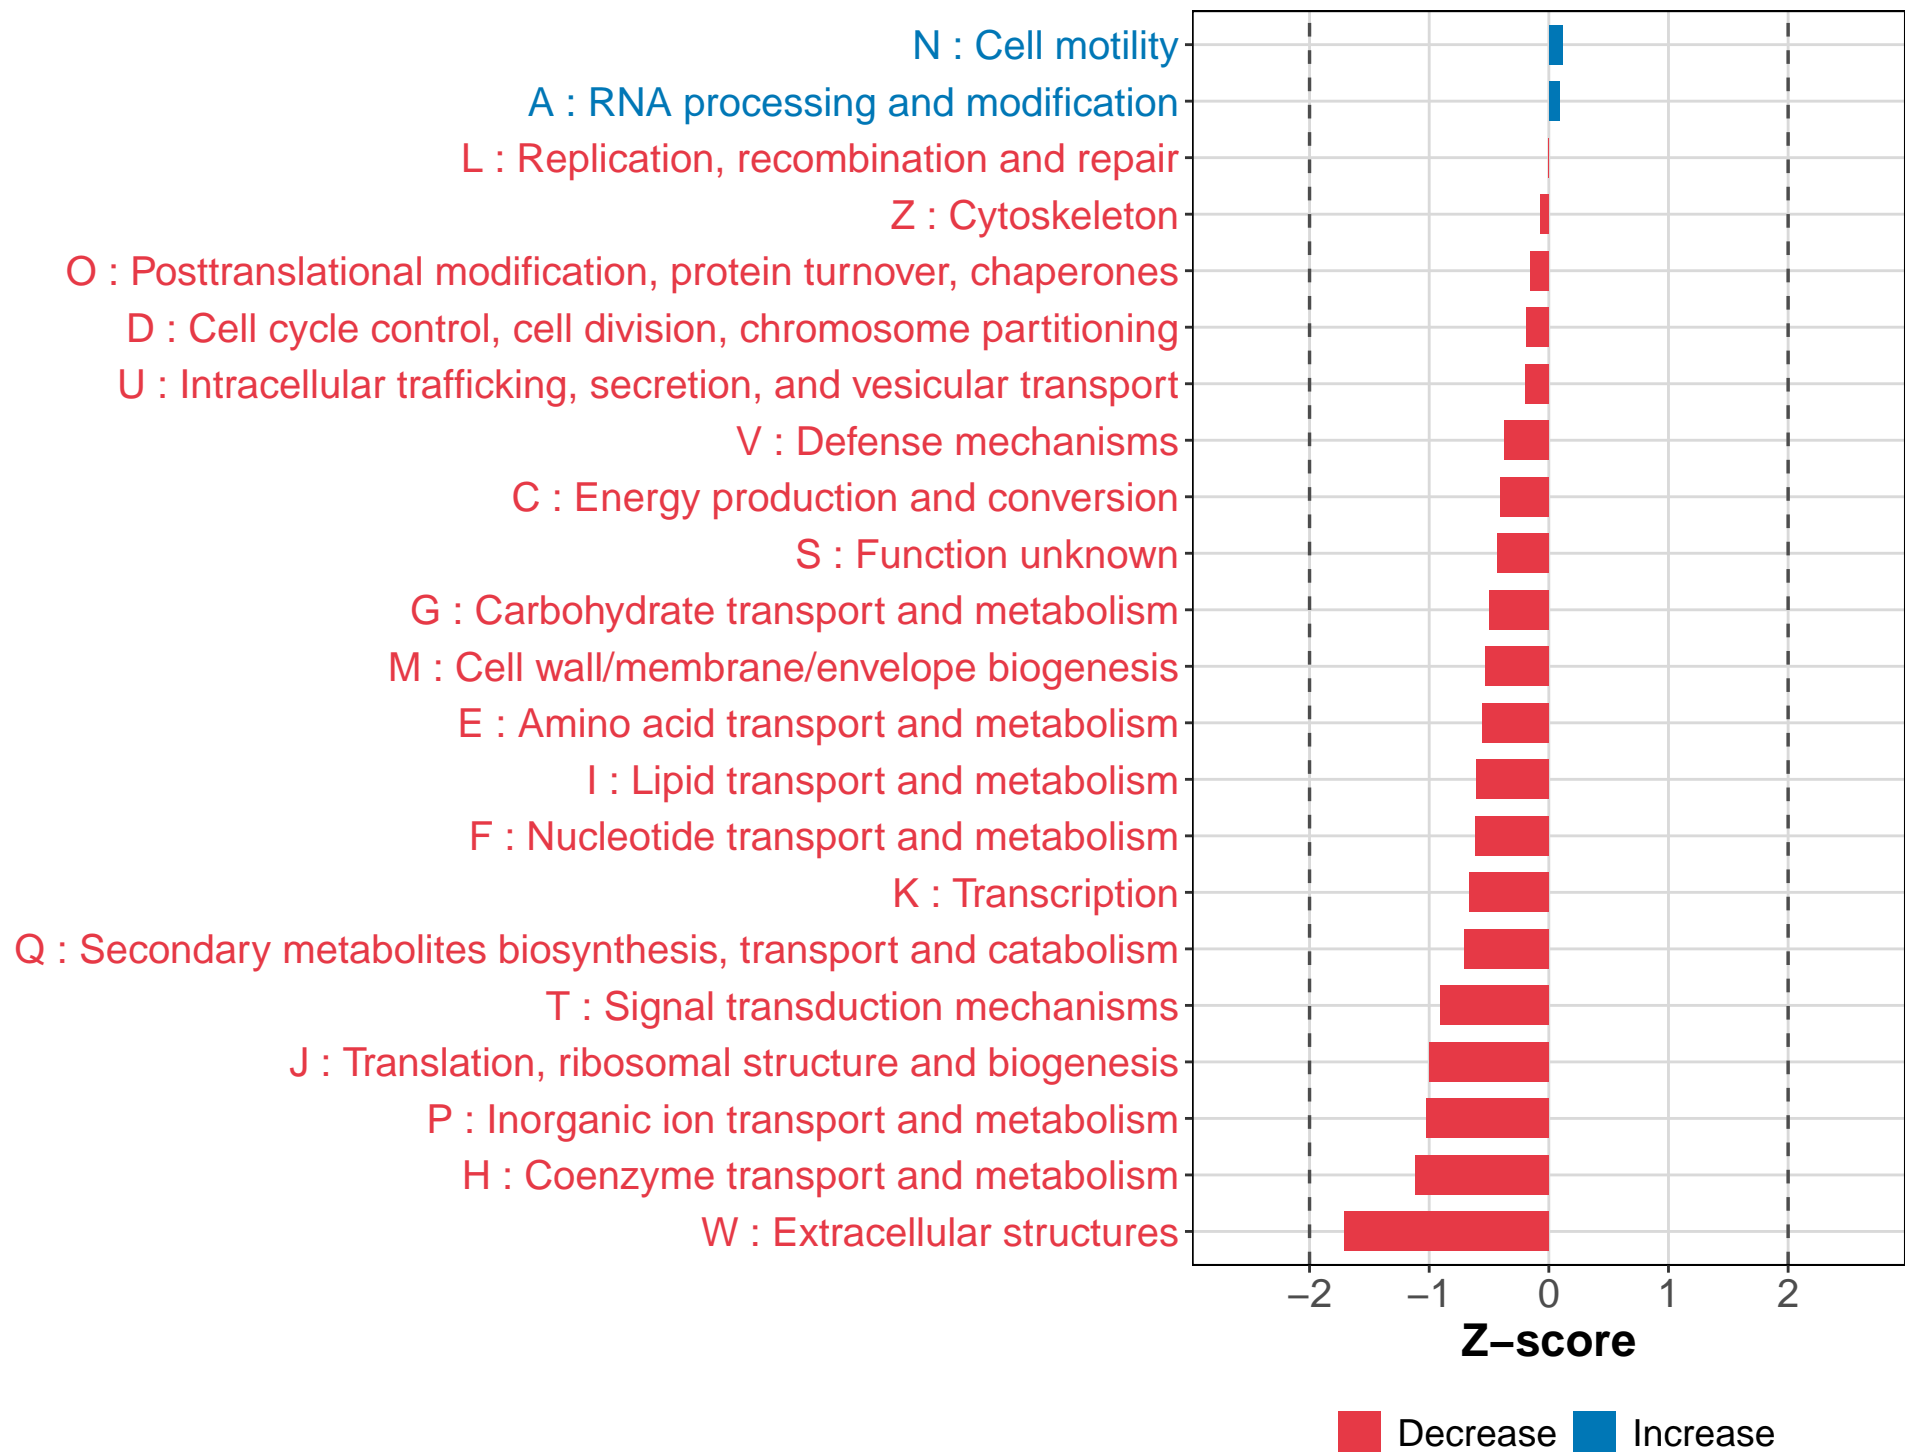 N : Cell motility
A : RNA processing and modification
L : Replication, recombination and repair
Z : Cytoskeleton
O : Posttranslational modification, protein turnover, chaperones
D : Cell cycle control, cell division, chromosome partitioning
U : Intracellular trafficking, secretion, and vesicular transport
V : Defense mechanisms
C : Energy production and conversion
S : Function unknown
G : Carbohydrate transport and metabolism
M : Cell wall/membrane/envelope biogenesis
E : Amino acid transport and metabolism
I : Lipid transport and metabolism
F : Nucleotide transport and metabolism
K : Transcription
Q : Secondary metabolites biosynthesis, transport and catabolism
T : Signal transduction mechanisms
J : Translation, ribosomal structure and biogenesis
P : Inorganic ion transport and metabolism
H : Coenzyme transport and metabolism
W : Extracellular structures
−2 −1 0 1 2
Z−score
Decrease Increase